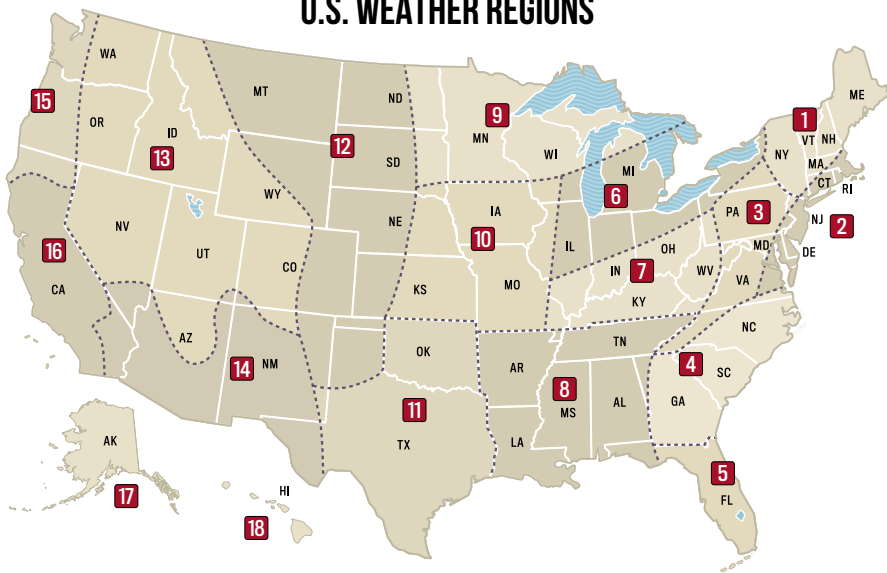 U.S. WEATHER REGIONS
WA
MT
ND
ME
15
OR
ID
13
12
9
MN
1
VT
NH
SD
WI
MI
NY
MA
CT
RI
WY
6
PA
3
NJ
2
NE
IA
NV
10
IL
OH
MD
DE
16
UT
CO
IN
7
WV
CA
KS
MO
KY
VA
AZ
NC
OK
TN
14
NM
AR
4
SC
8
MS
AL
GA
11
TX
LA
AK
5
FL
17
HI
18